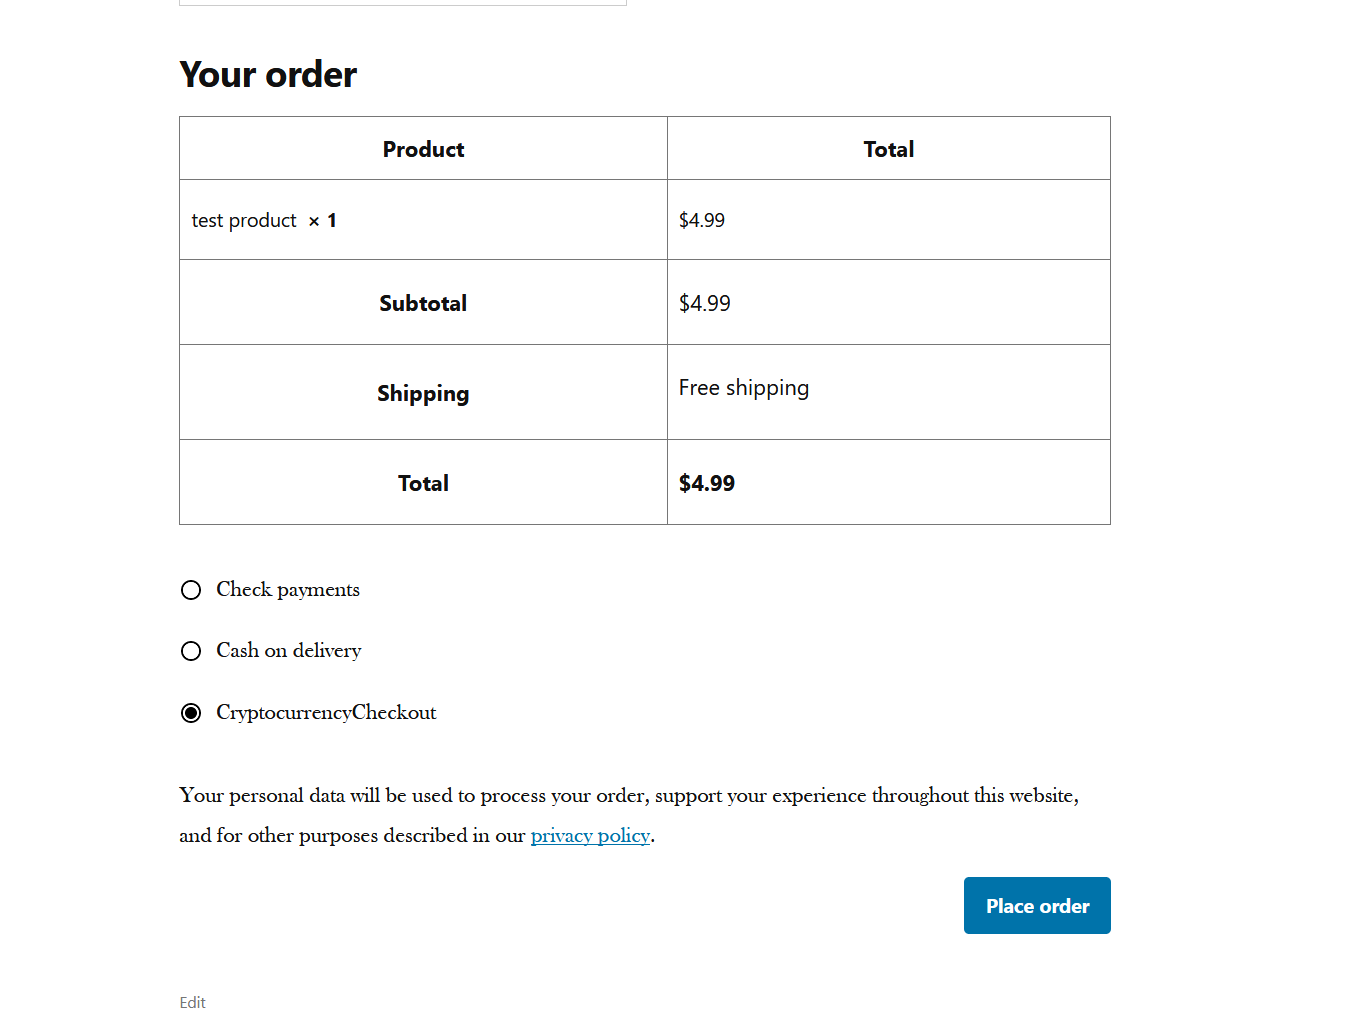 Your order
Product Total
test product × 1 $4.99
Subtotal $4.99
Shipping Free shipping
Total $4.99
Check payments
Cash on delivery
CryptocurrencyCheckout
Your personal data will be used to process your order, support your experience throughout this website,
and for other purposes described in our privacy policy.
Place order
Edit